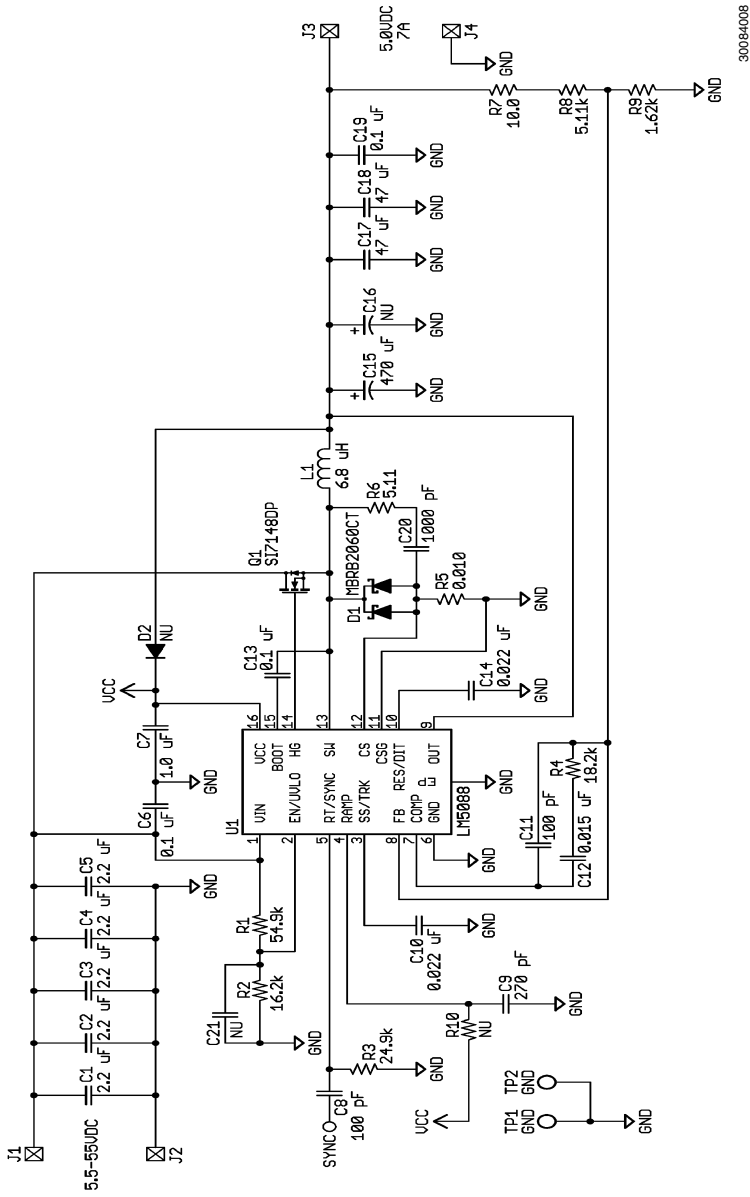 J1
5.5-55VDC
J2
C1
2.2 uF
C2
2.2 uF
C3
2.2 uF
C4
2.2 uF
C5
2.2 uF
GND
C6
0.1 uF
C7
1.0 uF
GND
VCC
D2
NU
Q1
SI7148DP
L1
6.8 uH
C15
470 uF
C16
NU
C17
47 uF
C18
47 uF
C19
0.1 uF
GND
GND
GND
GND
GND
J3
5.0VDC
7A
J4
GND
R7
10.0
R8
5.11k
R9
1.62k
GND
C21
NU
R2
16.2k
R1
54.9k
GND
U1
LM5088
1 VIN
2 EN/UVLO
5 RT/SYNC
4 RAMP
3 SS/TRK
8 FB
7 COMP
6 GND
EP
16 VCC
15 BOOT
14 HG
13 SW
12 CS
11 CSG
10 RES/DIT
9 OUT
GND
GND
C13
0.1 uF
D1
MBRB2060CT
R6
5.11
C20
1000 pF
R5
0.010
GND
C14
0.022 uF
GND
SYNC
C8
100 pF
R3
24.9k
GND
C10
0.022 uF
GND
VCC
R10
NU
C9
270 pF
GND
C11
100 pF
C12
0.015 uF
R4
18.2k
TP1
GND
TP2
GND
GND
30084008